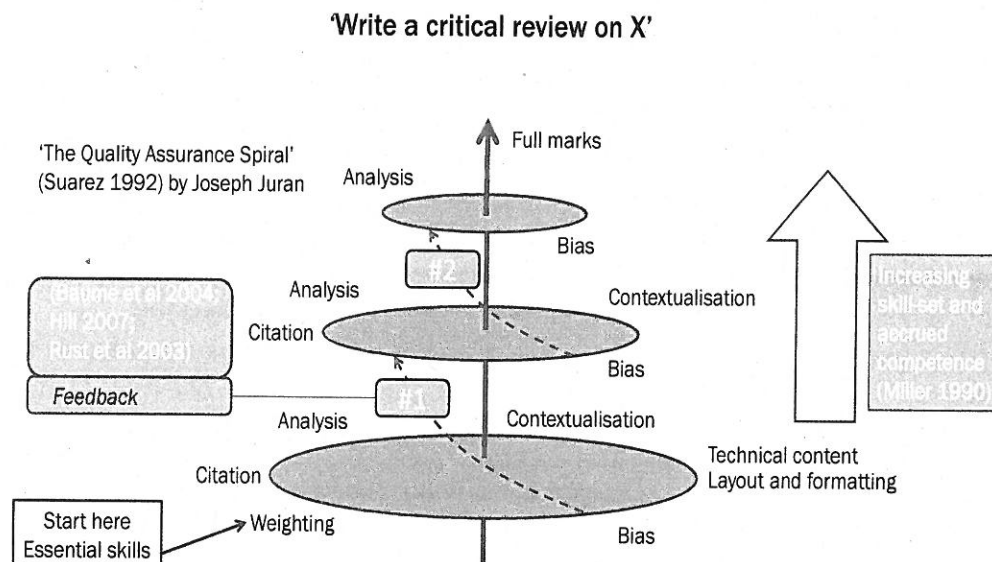 ‘Write a critical review on X’
Full marks
‘The Quality Assurance Spiral’
(Suarez 1992) by Joseph Juran
Analysis
Bias
#2
Analysis
Contextualisation
Citation
Bias
(Baume et al 2004;
Hill 2007;
Rust et al 2003)
Feedback
#1
Increasing
skill-set and
accrued
competence
(Miller 1990)
Analysis
Contextualisation
Citation
Technical content
Layout and formatting
Weighting
Bias
Start here
Essential skills